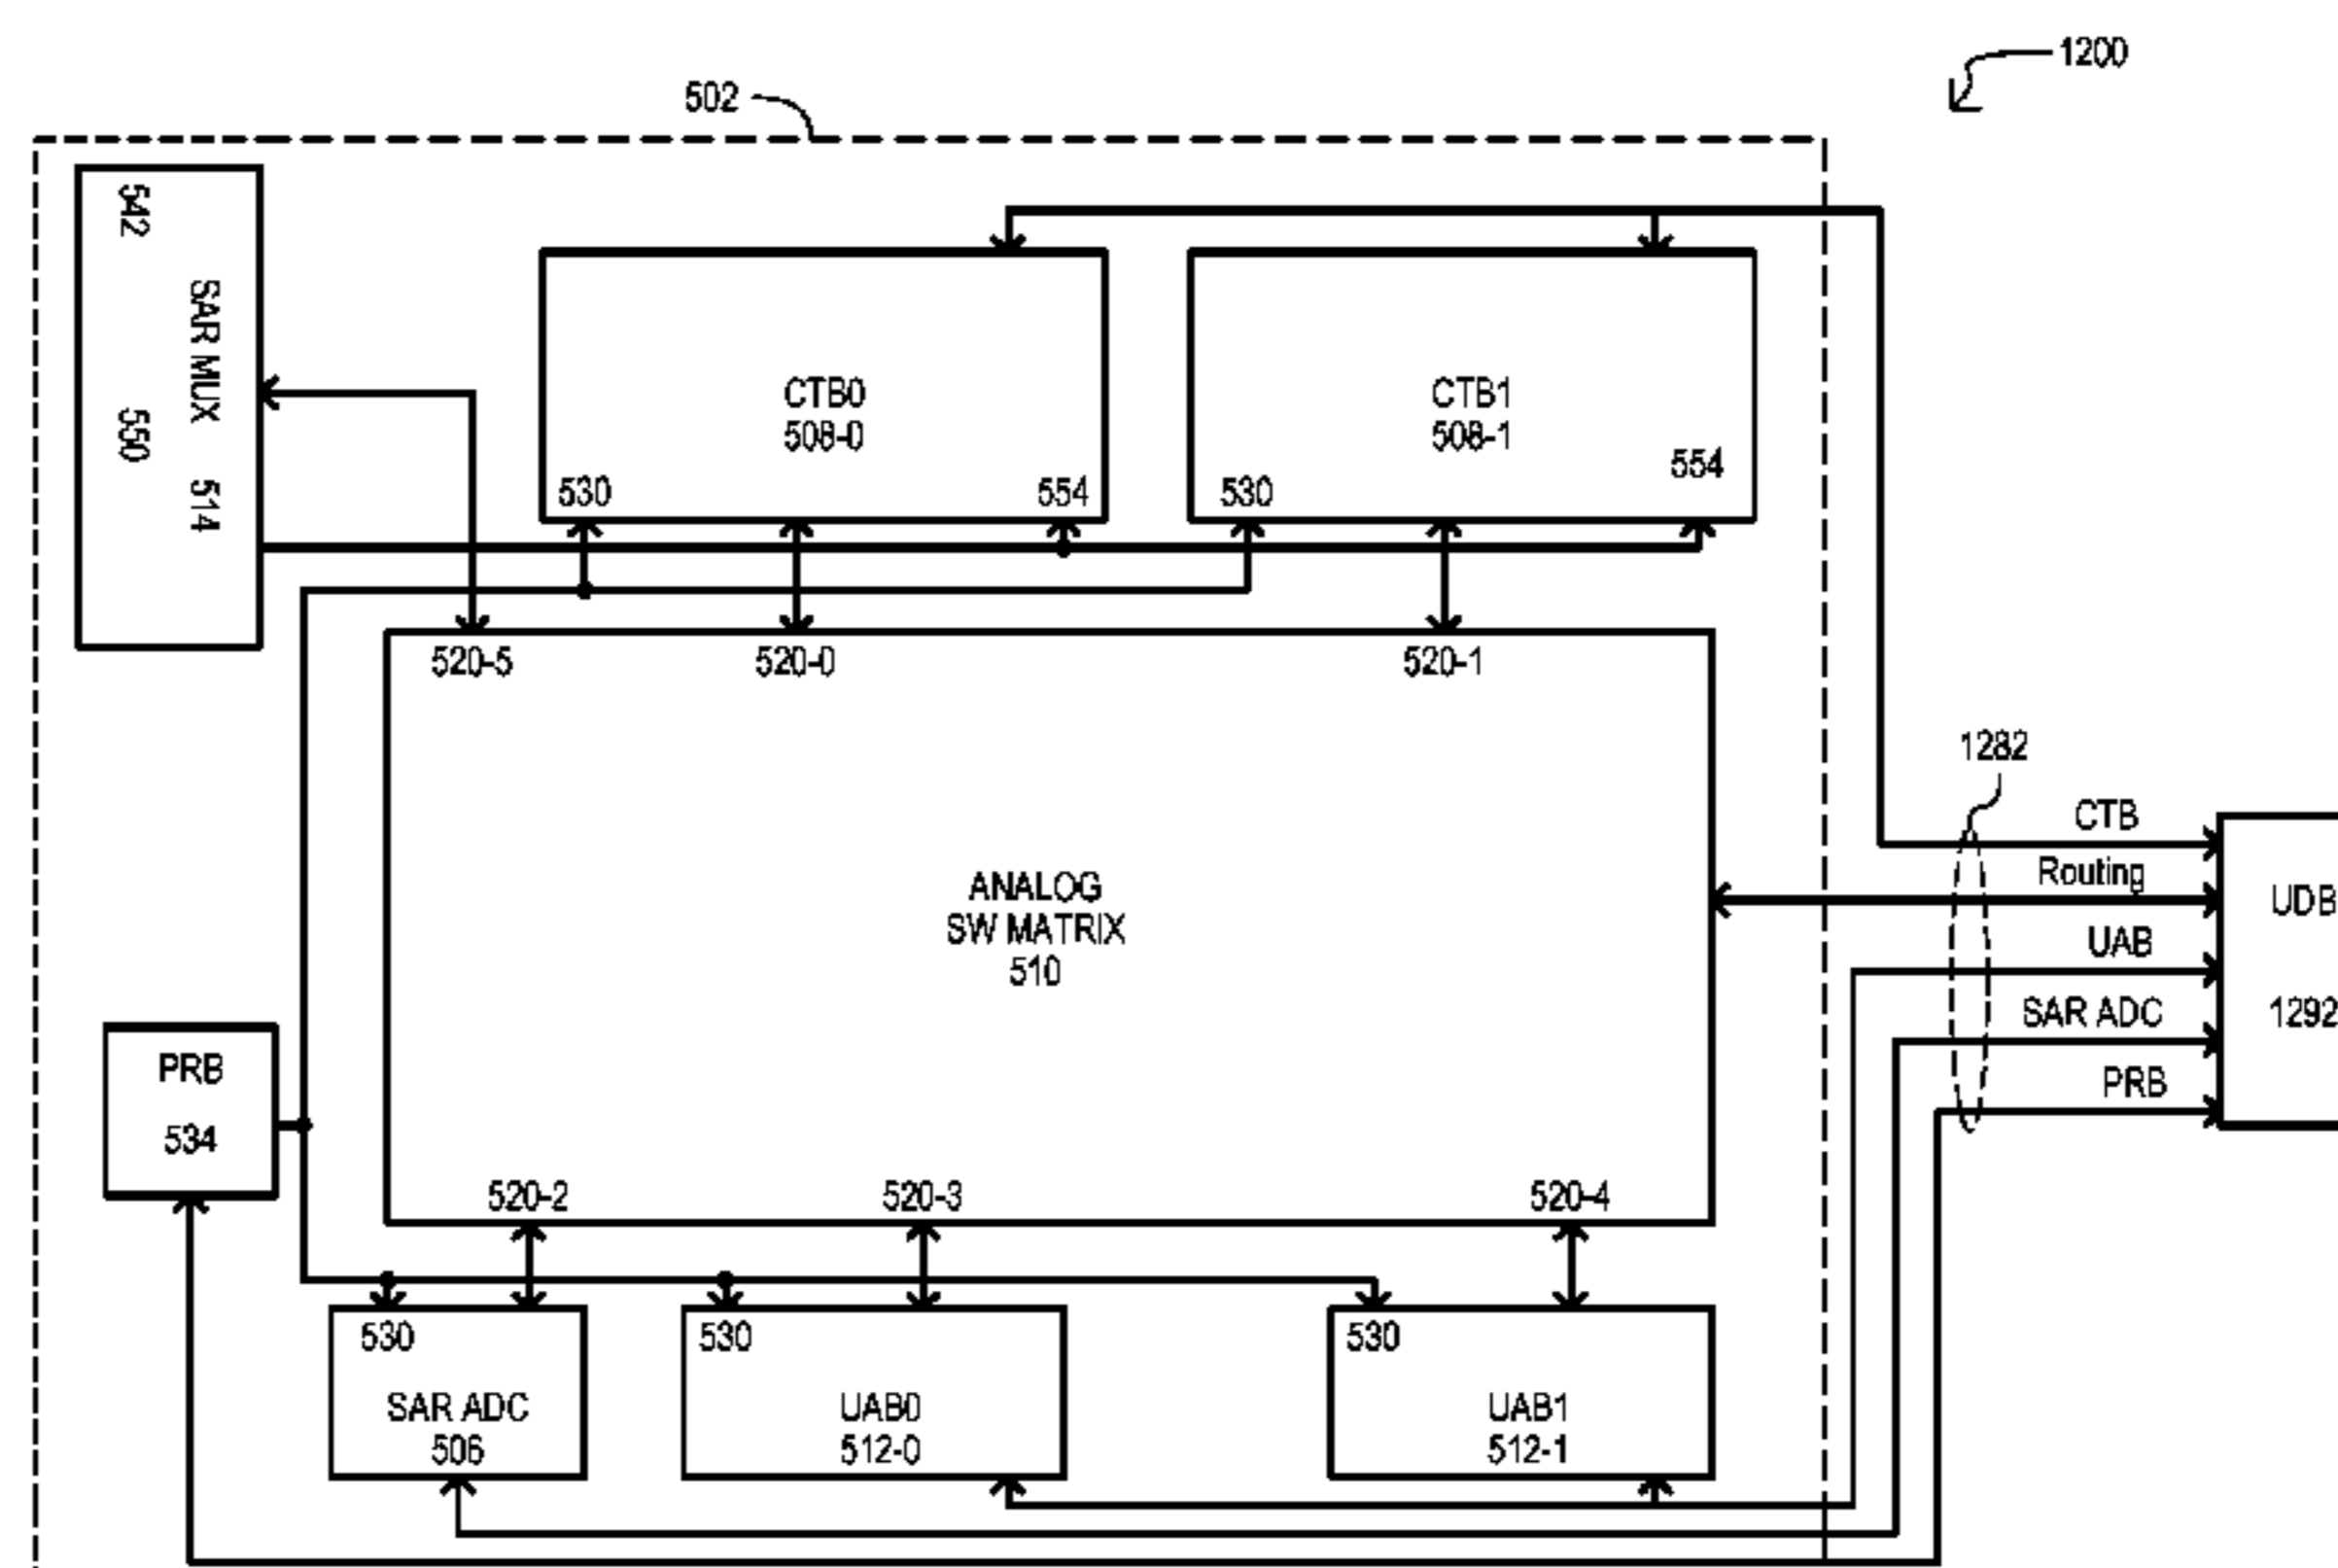 1200
502
542
SAR MUX 514
550
CTB0
508-0
530
554
CTB1
508-1
530
554
520-5
520-0
520-1
ANALOG
SW MATRIX
510
1282
CTB
Routing
UAB
SAR ADC
PRB
UDB
1292
PRB
534
520-2
520-3
520-4
530
SAR ADC
506
530
UAB0
512-0
530
UAB1
512-1